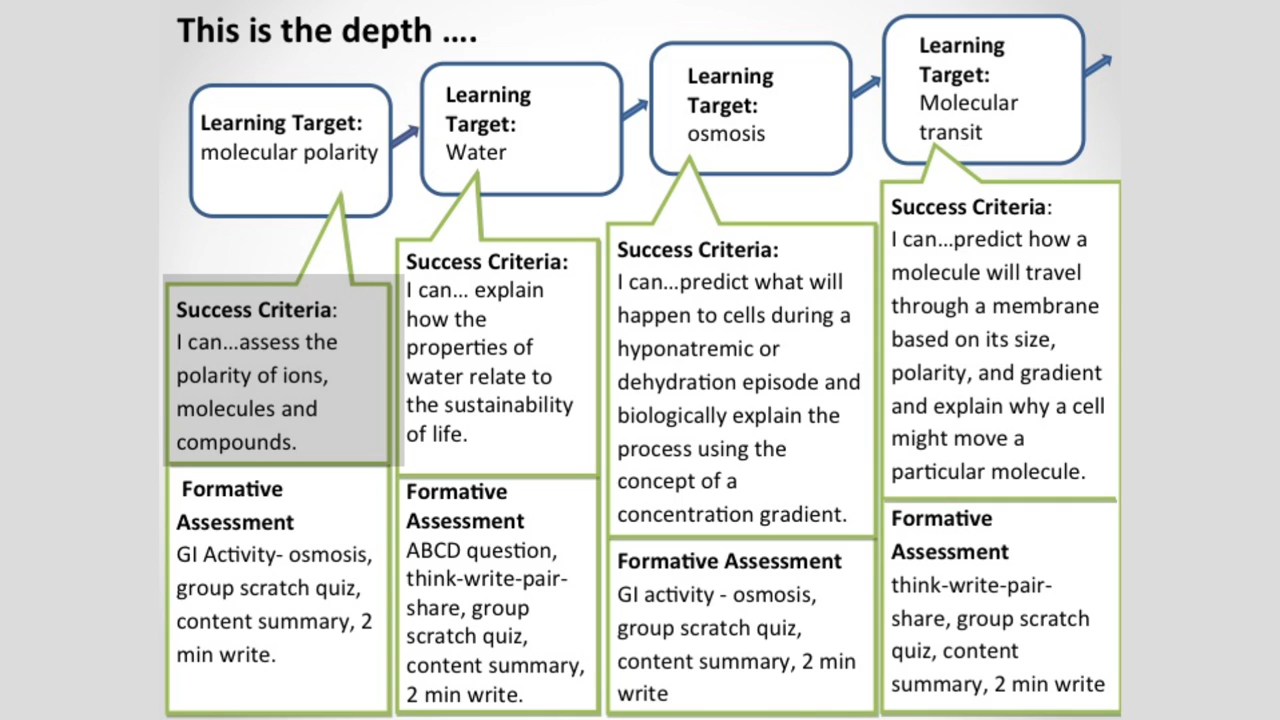 This is the depth ....
Learning Target:
molecular polarity
Learning
Target:
Water
Learning
Target:
osmosis
Learning
Target:
Molecular
transit
Success Criteria:
I can...assess the
polarity of ions,
molecules and
compounds.
Formative
Assessment
GI Activity- osmosis,
group scratch quiz,
content summary, 2
min write.
Success Criteria:
I can... explain
how the
properties of
water relate to
the sustainability
of life.
Formative
Assessment
ABCD question,
think-write-pair-
share, group
scratch quiz,
content summary,
2 min write.
Success Criteria:
I can...predict what will
happen to cells during a
hyponatremic or
dehydration episode and
biologically explain the
process using the
concept of a
concentration gradient.
Formative Assessment
GI activity - osmosis,
group scratch quiz,
content summary, 2 min
write
Success Criteria:
I can...predict how a
molecule will travel
through a membrane
based on its size,
polarity, and gradient
and explain why a cell
might move a
particular molecule.
Formative
Assessment
think-write-pair-
share, group scratch
quiz, content
summary, 2 min write